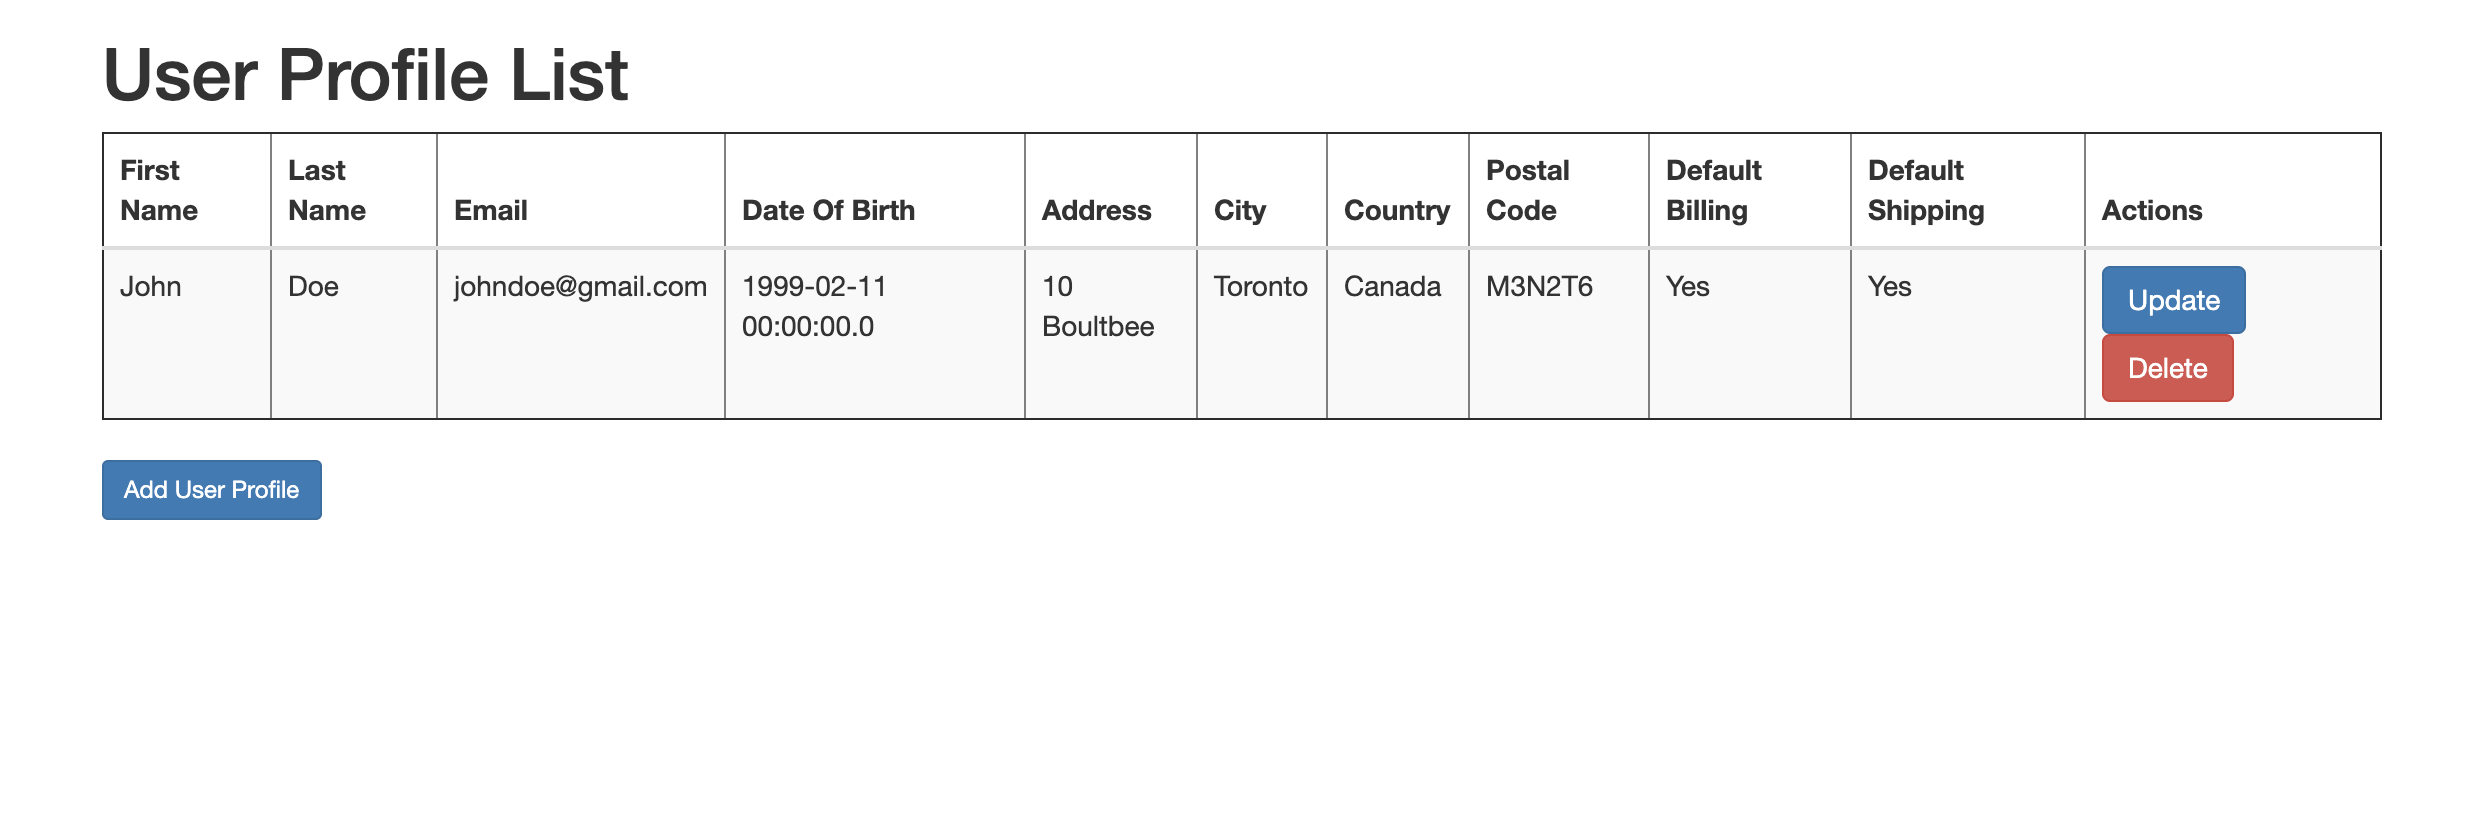 User Profile List
First Name Last Name Email Date Of Birth Address City Country Postal Code Default Billing Default Shipping Actions
John Doe johndoe@gmail.com 1999-02-11 00:00:00.0 10 Boultbee Toronto Canada M3N2T6 Yes Yes Update
Delete
Add User Profile